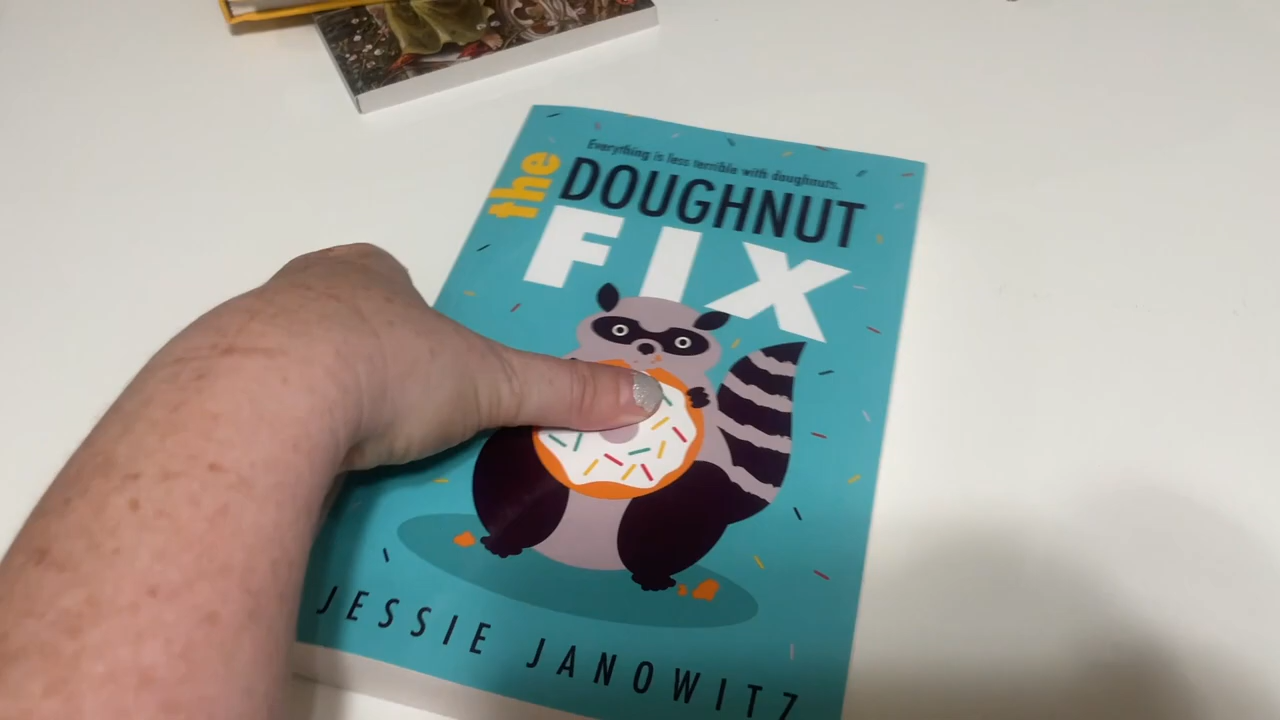 Everything is less terrible with doughnuts.
the
DOUGHNUT
FIX
JESSIE JANOWITZ